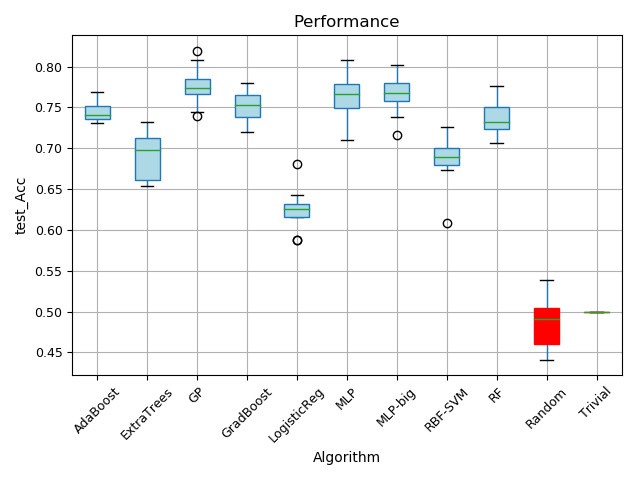 Performance
test_Acc
0.80
0.75
0.70
0.65
0.60
0.55
0.50
0.45
AdaBoost
ExtraTrees
GP
GradBoost
LogisticReg
MLP
MLP-big
RBF-SVM
RF
Random
Trivial
Algorithm